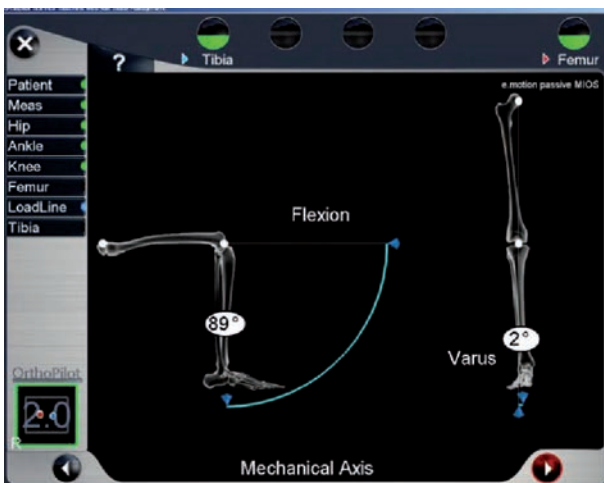 ?
Tibia
Femur
e.motion passive MIOS
Patient
Meas
Hip
Ankle
Knee
Femur
LoadLine
Tibia
Flexion
89°
2°
Varus
OrthoPilot
2.0
R
Mechanical Axis